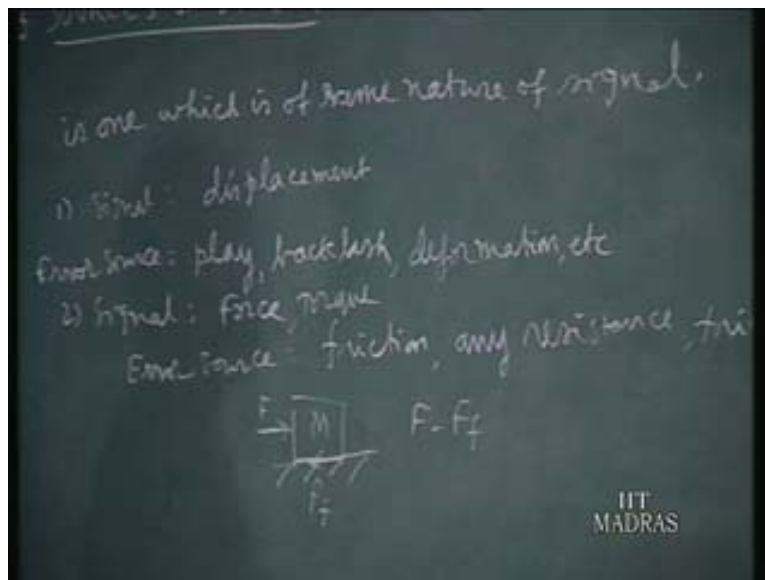 is one which is of same nature of signal.
1) Signal: displacement
Error Source: play, backlash, deformation, etc
2) Signal: Force, torque
Error Source: friction, any resistance, fri
F M F - Ff
Ff
IIT
MADRAS